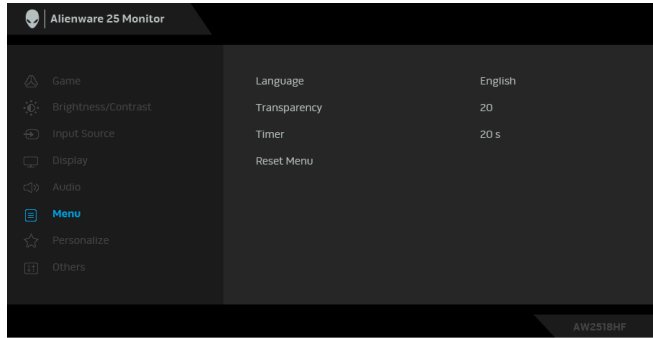 Alienware 25 Monitor
Game
Brightness/Contrast
Input Source
Display
Audio
Menu
Personalize
Others
Language English
Transparency 20
Timer 20 s
Reset Menu
AW2518HF